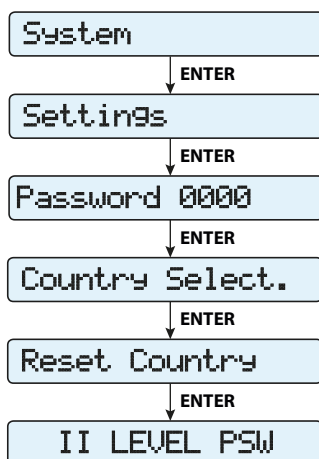 System
ENTER
Settings
ENTER
Password 0000
ENTER
Country Select.
ENTER
Reset Country
ENTER
II LEVEL PSW